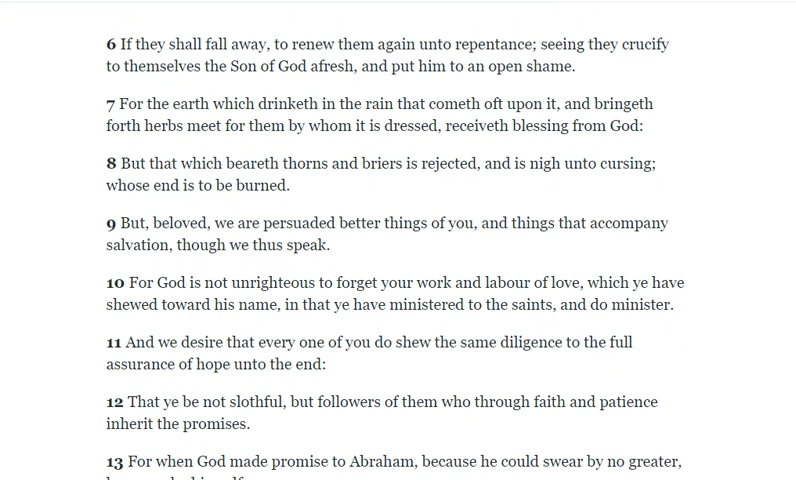 6 If they shall fall away, to renew them again unto repentance; seeing they crucify
to themselves the Son of God afresh, and put him to an open shame.
7 For the earth which drinketh in the rain that cometh oft upon it, and bringeth
forth herbs meet for them by whom it is dressed, receiveth blessing from God:
8 But that which beareth thorns and briers is rejected, and is nigh unto cursing;
whose end is to be burned.
9 But, beloved, we are persuaded better things of you, and things that accompany
salvation, though we thus speak.
10 For God is not unrighteous to forget your work and labour of love, which ye have
shewed toward his name, in that ye have ministered to the saints, and do minister.
11 And we desire that every one of you do shew the same diligence to the full
assurance of hope unto the end:
12 That ye be not slothful, but followers of them who through faith and patience
inherit the promises.
13 For when God made promise to Abraham, because he could swear by no greater,